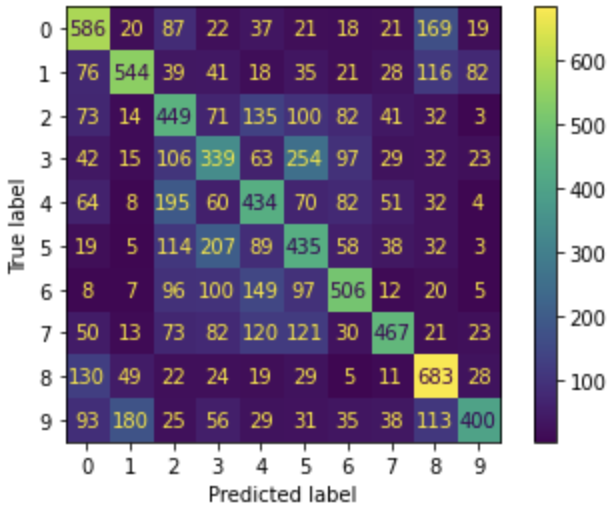 0 586 20 87 22 37 21 18 21 169 19
1 76 544 39 41 18 35 21 28 116 82
2 73 14 449 71 135 100 82 41 32 3
3 42 15 106 339 63 254 97 29 32 23
4 64 8 195 60 434 70 82 51 32 4
5 19 5 114 207 89 435 58 38 32 3
6 8 7 96 100 149 97 506 12 20 5
7 50 13 73 82 120 121 30 467 21 23
8 130 49 22 24 19 29 5 11 683 28
9 93 180 25 56 29 31 35 38 113 400
0 1 2 3 4 5 6 7 8 9
Predicted label
True label
600
500
400
300
200
100